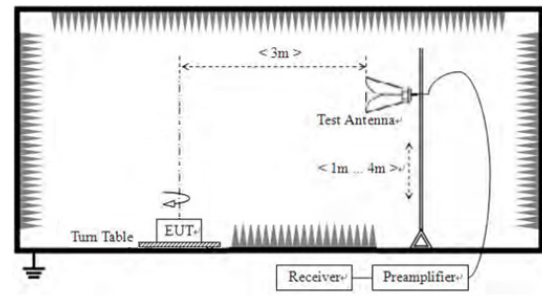 < 3m >
Test Antenna
< 1m ... 4m >
EUT
Turn Table
Receiver
Preamplifier